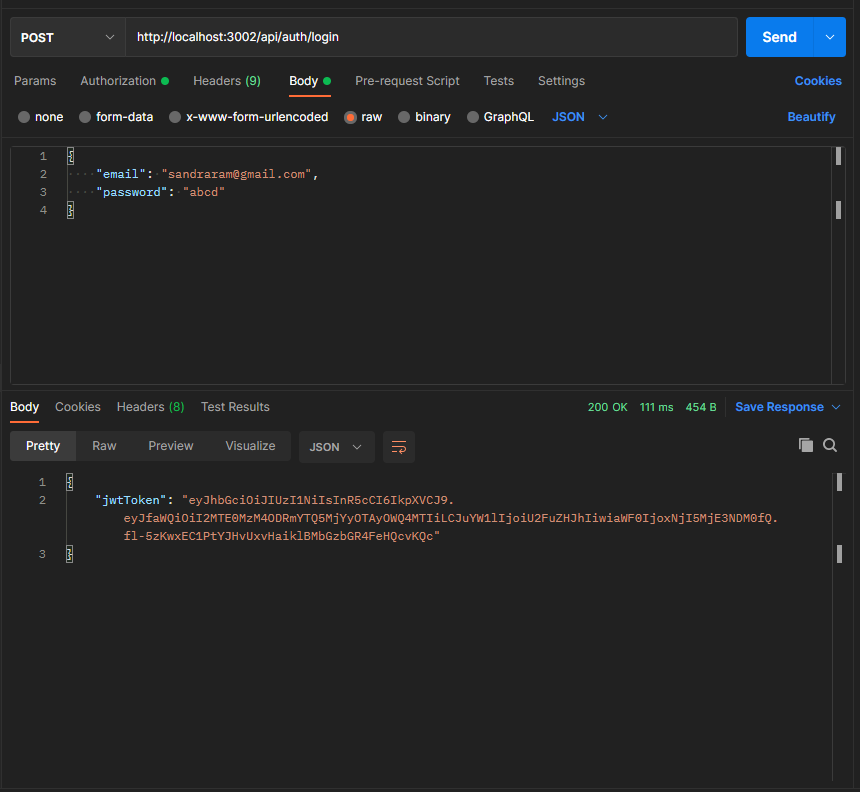 POST http://localhost:3002/api/auth/login Send
Params Authorization Headers (9) Body Pre-request Script Tests Settings Cookies
none form-data x-www-form-urlencoded raw binary GraphQL JSON Beautify
1 {
2 "email": "sandraram@gmail.com",
3 "password": "abcd"
4 }
Body Cookies Headers (8) Test Results 200 OK 111 ms 454 B Save Response
Pretty Raw Preview Visualize JSON
1 {
2 "jwtToken": "eyJhbGciOiJIUzI1NiIsInR5cCI6IkpXVCJ9.
eyJfaWQiOiI2MTE0MzM4ODRmYTQ5MjYyOTAyOWQ4MTIiLCJuYW1lIjoiU2FuZHJhIiwiaWF0IjoxNjI5MjE3NDM0fQ.
fl-5zKwxEC1PtYJHvUxvHaiklBMbGzbGR4FeHQcvKQc"
3 }